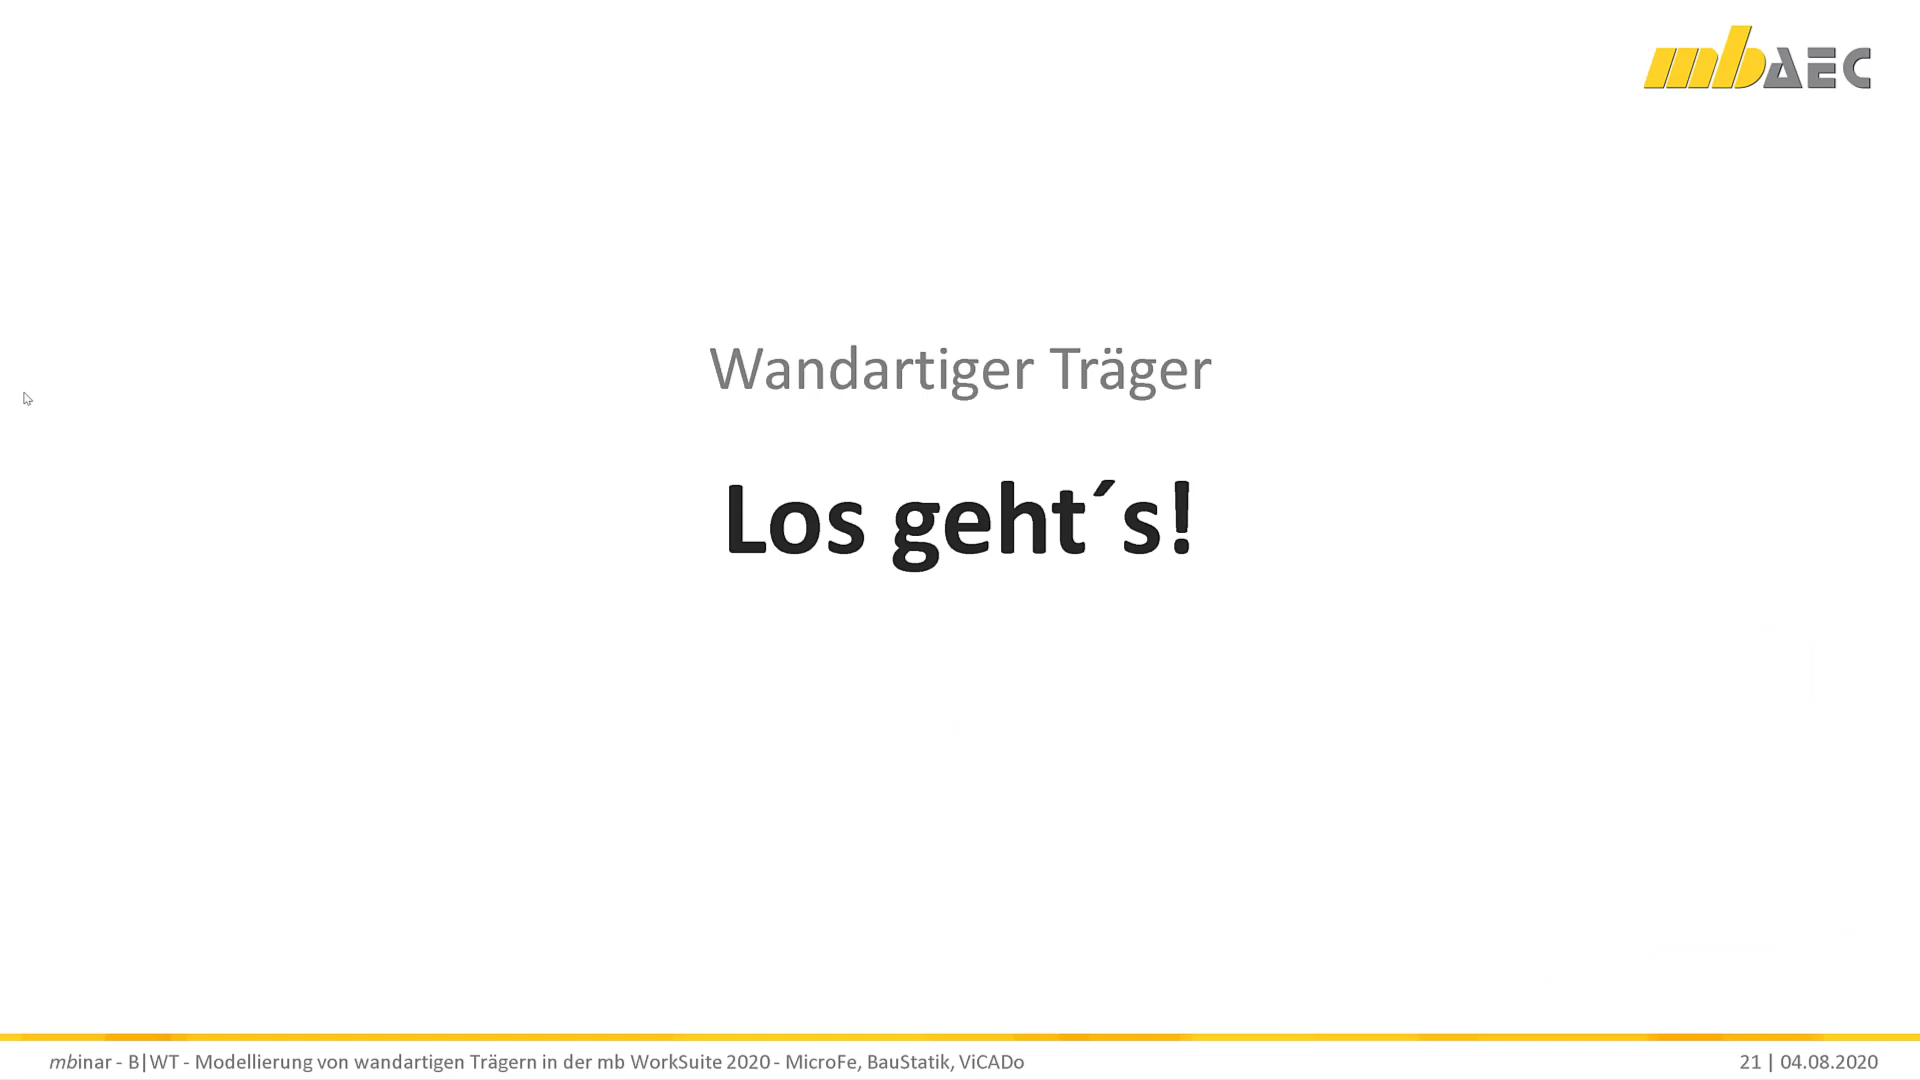 mbAEC
Wandartiger Träger
Los geht´s!
mbinar - B|WT - Modellierung von wandartigen Trägern in der mb WorkSuite 2020 - MicroFe, BauStatik, ViCADo
21 | 04.08.2020